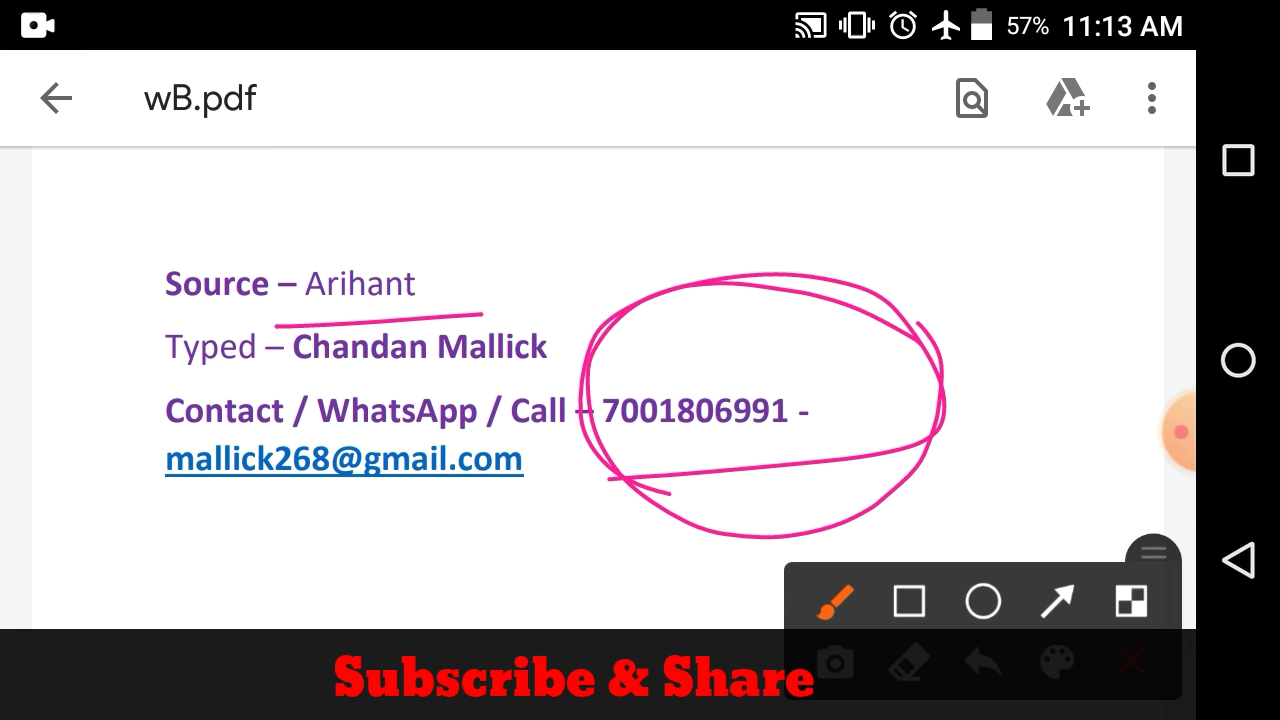 57% 11:13 AM
wB.pdf
Source – Arihant
Typed – Chandan Mallick
Contact / WhatsApp / Call – 7001806991 -
mallick268@gmail.com
Subscribe & Share